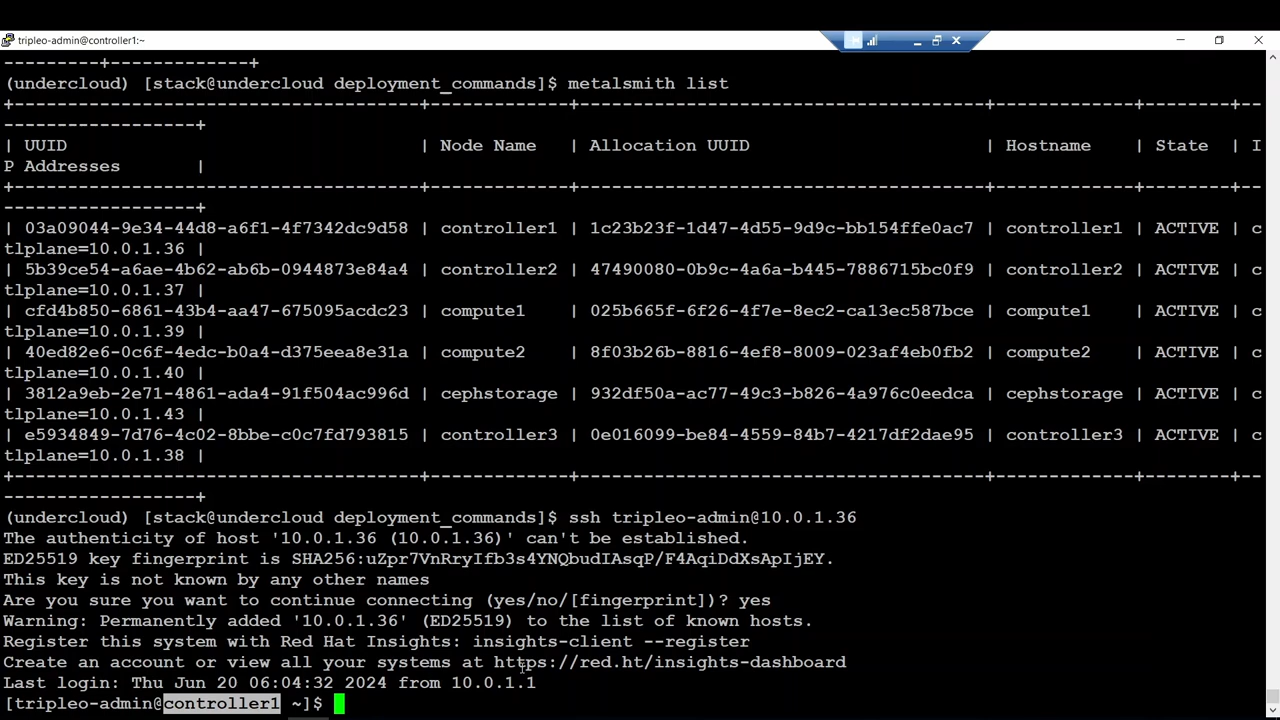 tripleo-admin@controller1:~
---------+-------------+
(undercloud) [stack@undercloud deployment_commands]$ metalsmith list
+--------------------------------------+-------------+--------------------------------------+-------------+--------+--
------------------+
| UUID                                 | Node Name   | Allocation UUID                      | Hostname    | State  | I
P Addresses       |
+--------------------------------------+-------------+--------------------------------------+-------------+--------+--
------------------+
| 03a09044-9e34-44d8-a6f1-4f7342dc9d58 | controller1 | 1c23b23f-1d47-4d55-9d9c-bb154ffe0ac7 | controller1 | ACTIVE | c
tlplane=10.0.1.36 |
| 5b39ce54-a6ae-4b62-ab6b-0944873e84a4 | controller2 | 47490080-0b9c-4a6a-b445-7886715bc0f9 | controller2 | ACTIVE | c
tlplane=10.0.1.37 |
| cfd4b850-6861-43b4-aa47-675095acdc23 | compute1    | 025b665f-6f26-4f7e-8ec2-ca13ec587bce | compute1    | ACTIVE | c
tlplane=10.0.1.39 |
| 40ed82e6-0c6f-4edc-b0a4-d375eea8e31a | compute2    | 8f03b26b-8816-4ef8-8009-023af4eb0fb2 | compute2    | ACTIVE | c
tlplane=10.0.1.40 |
| 3812a9eb-2e71-4861-ada4-91f504ac996d | cephstorage | 932df50a-ac77-49c3-b826-4a976c0eedca | cephstorage | ACTIVE | c
tlplane=10.0.1.43 |
| e5934849-7d76-4c02-8bbe-c0c7fd793815 | controller3 | 0e016099-be84-4559-84b7-4217df2dae95 | controller3 | ACTIVE | c
tlplane=10.0.1.38 |
+--------------------------------------+-------------+--------------------------------------+-------------+--------+--
------------------+
(undercloud) [stack@undercloud deployment_commands]$ ssh tripleo-admin@10.0.1.36
The authenticity of host '10.0.1.36 (10.0.1.36)' can't be established.
ED25519 key fingerprint is SHA256:uZpr7VnRryIfb3s4YNQbudIAsqP/F4AqiDdXsApIjEY.
This key is not known by any other names
Are you sure you want to continue connecting (yes/no/[fingerprint])? yes
Warning: Permanently added '10.0.1.36' (ED25519) to the list of known hosts.
Register this system with Red Hat Insights: insights-client --register
Create an account or view all your systems at https://red.ht/insights-dashboard
Last login: Thu Jun 20 06:04:32 2024 from 10.0.1.1
[tripleo-admin@controller1 ~]$